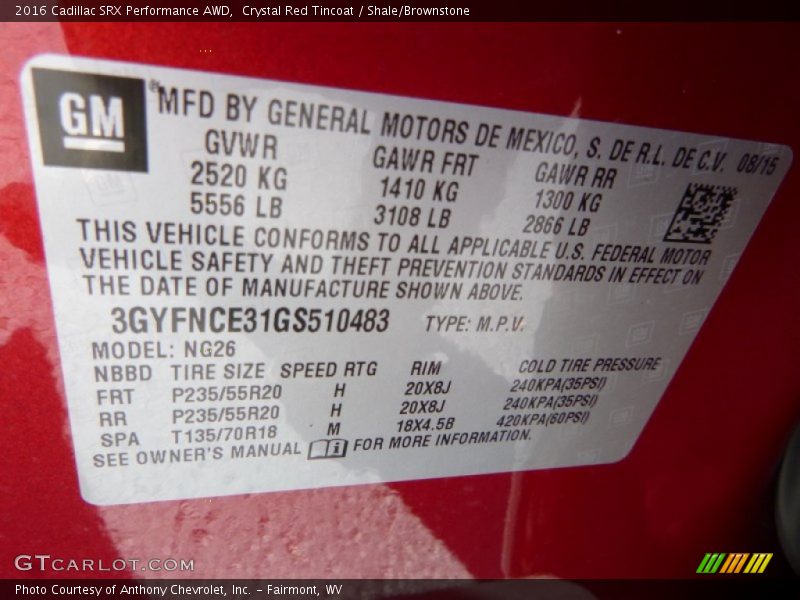 2016 Cadillac SRX Performance AWD,  Crystal Red Tincoat / Shale/Brownstone
GM
® MFD BY GENERAL MOTORS DE MEXICO, S. DE R.L. DE C.V. 08/15
GVWR GAWR FRT GAWR RR
2520 KG 1410 KG 1300 KG
5556 LB 3108 LB 2866 LB
THIS VEHICLE CONFORMS TO ALL APPLICABLE U.S. FEDERAL MOTOR
VEHICLE SAFETY AND THEFT PREVENTION STANDARDS IN EFFECT ON
THE DATE OF MANUFACTURE SHOWN ABOVE.
3GYFNCE31GS510483 TYPE: M.P.V.
MODEL: NG26
NBBD TIRE SIZE SPEED RTG RIM COLD TIRE PRESSURE
FRT P235/55R20 H 20X8J 240KPA(35PSI)
RR P235/55R20 H 20X8J 240KPA(35PSI)
SPA T135/70R18 M 18X4.5B 420KPA(60PSI)
SEE OWNER'S MANUAL i FOR MORE INFORMATION.
GTCARLOT.COM
Photo Courtesy of Anthony Chevrolet, Inc. – Fairmont, WV